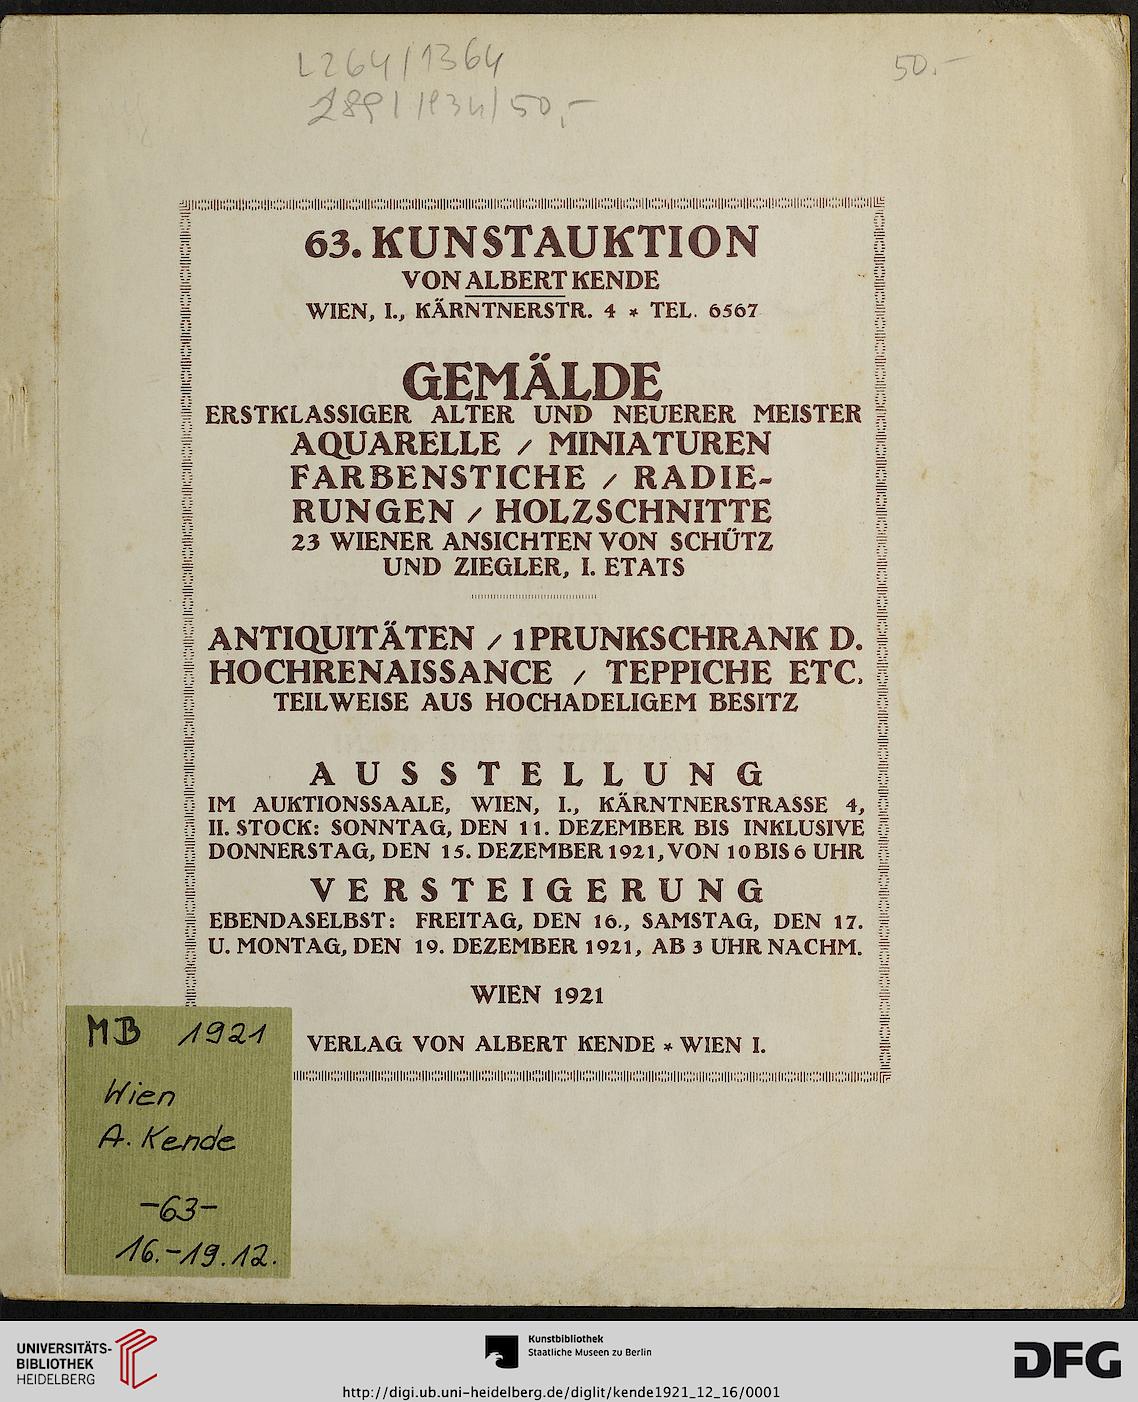 L264/1364
50.-
63. KUNSTAUKTION
VON ALBERT KENDE
WIEN, I., KÄRNTNERSTR. 4 * TEL. 6567
GEMÄLDE
ERSTKLASSIGER ALTER UND NEUERER MEISTER
AQUARELLE / MINIATUREN
FARBENSTICHE / RADIE-
RUNGEN / HOLZSCHNITTE
23 WIENER ANSICHTEN VON SCHÜTZ
UND ZIEGLER, I. ETATS
ANTIQUITÄTEN / 1 PRUNKSCHRANK D.
HOCHRENAISSANCE / TEPPICHE ETC.
TEILWEISE AUS HOCHADELIGEM BESITZ
AUSSTELLUNG
IM AUKTIONSSAALE, WIEN, I., KÄRNTNERSTRASSE 4,
II. STOCK: SONNTAG, DEN 11. DEZEMBER BIS INKLUSIVE
DONNERSTAG, DEN 15. DEZEMBER 1921, VON 10 BIS 6 UHR
VERSTEIGERUNG
EBENDASELBST: FREITAG, DEN 16., SAMSTAG, DEN 17.
U. MONTAG, DEN 19. DEZEMBER 1921, AB 3 UHR NACHM.
WIEN 1921
VERLAG VON ALBERT KENDE * WIEN I.
MB 1921
Wien
A. Kende
-63-
16.-19.12.
UNIVERSITÄTS-
BIBLIOTHEK
HEIDELBERG
Kunstbibliothek
Staatliche Museen zu Berlin
DFG
http://digi.ub.uni-heidelberg.de/diglit/kende1921_12_16/0001